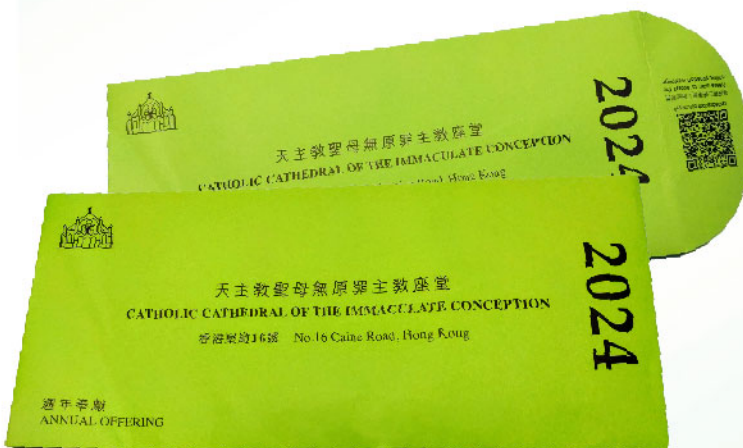 天主教聖母無原罪主教座堂
CATHOLIC CATHEDRAL OF THE IMMACULATE CONCEPTION
Road, Hong Kong
2024
天主教聖母無原罪主教座堂
CATHOLIC CATHEDRAL OF THE IMMACULATE CONCEPTION
香港堅道16號 No.16 Caine Road, Hong Kong
2024
週年奉獻
ANNUAL OFFERING